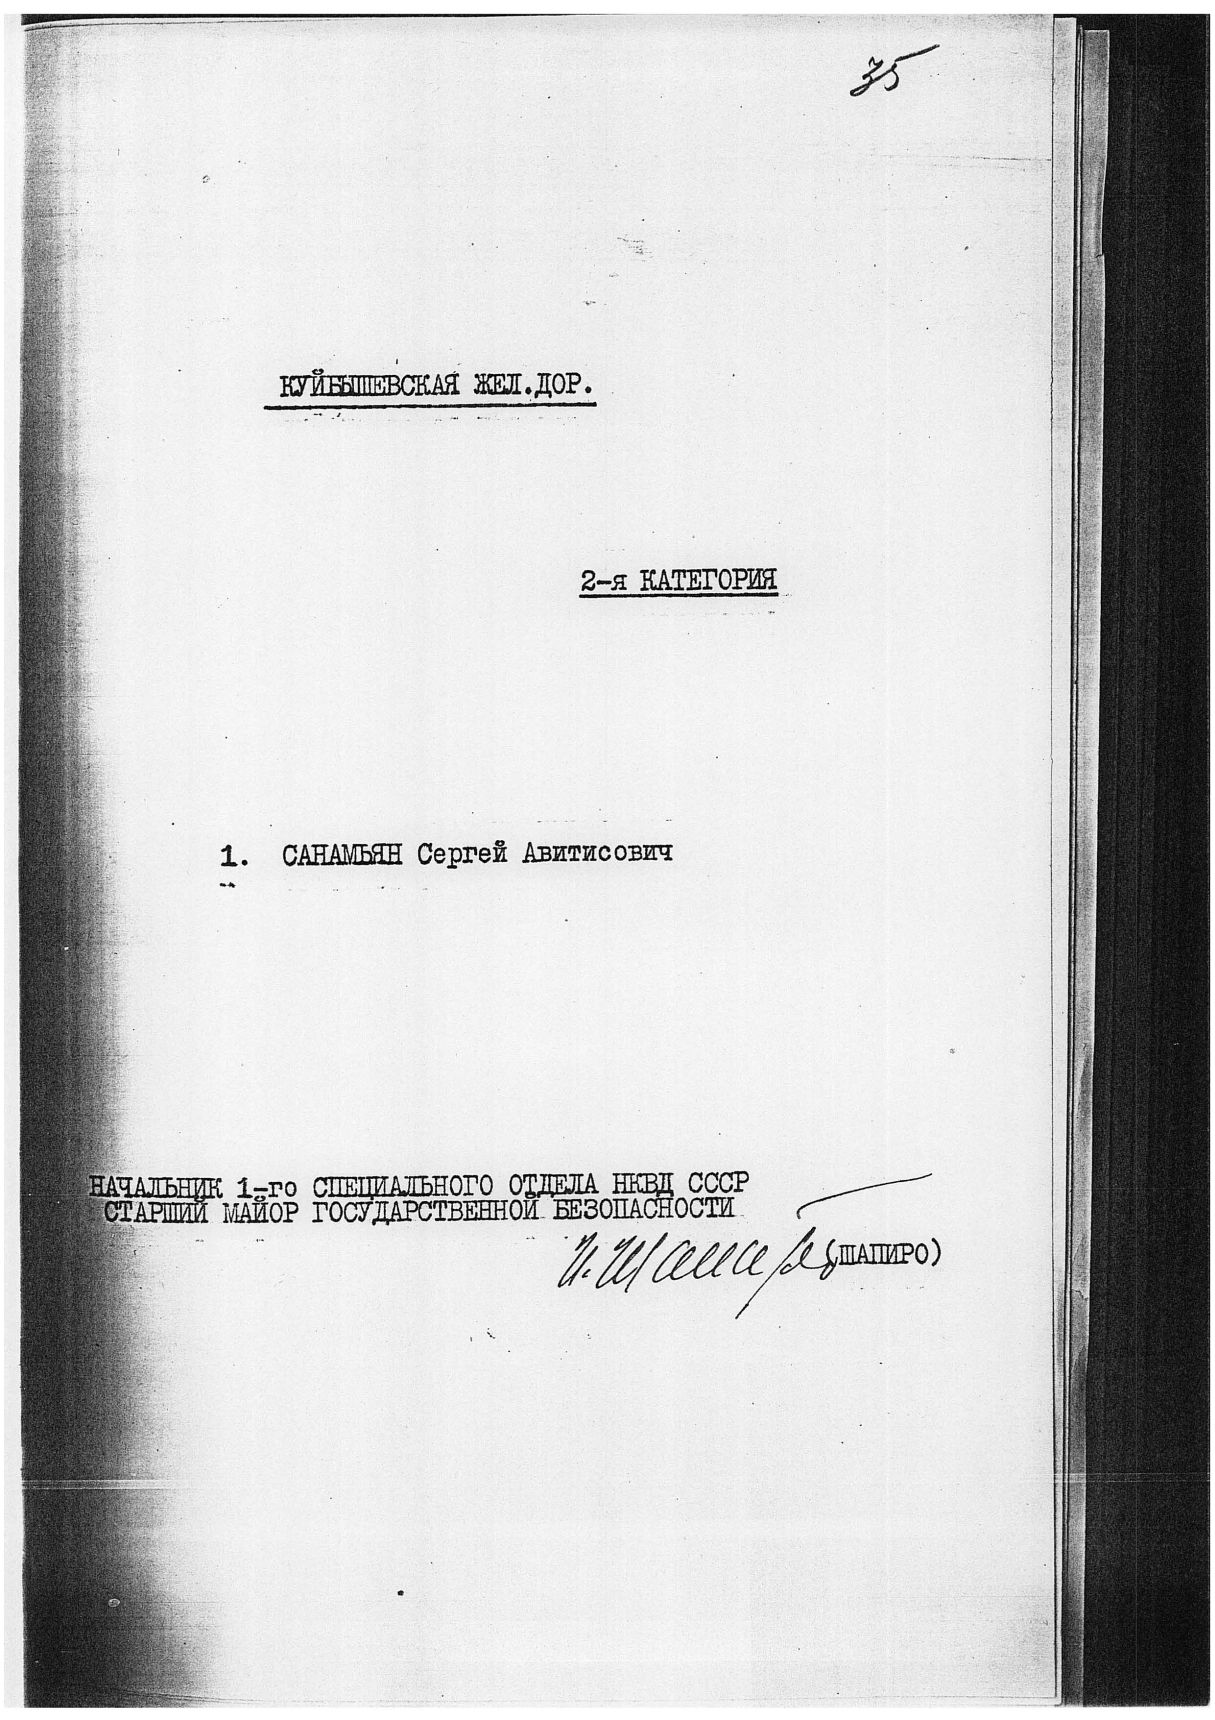 35
КУЙБЫШЕВСКАЯ ЖЕЛ.ДОР.
2-я КАТЕГОРИЯ
1. САНАМЬЯН Сергей Авитисович
НАЧАЛЬНИК 1-го СПЕЦИАЛЬНОГО ОТДЕЛА НКВД СССР
СТАРШИЙ МАЙОР ГОСУДАРСТВЕННОЙ БЕЗОПАСНОСТИ
И. Шапиро (ШАПИРО)